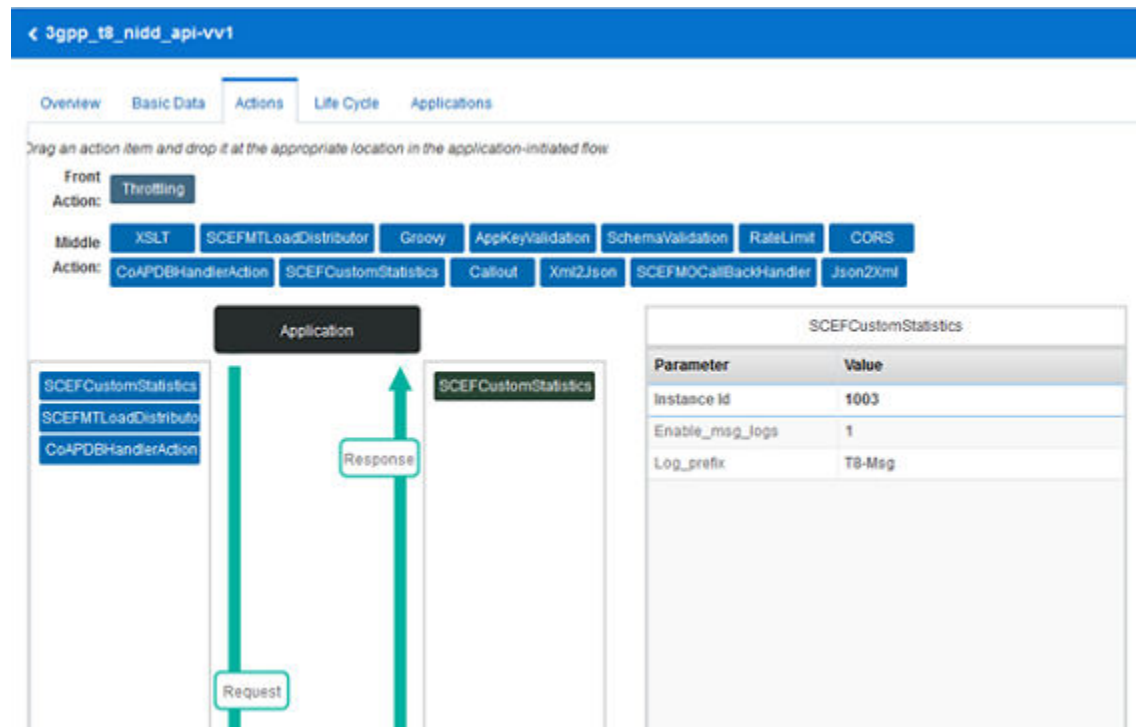 < 3gpp_t8_nidd_api-vv1
Overview Basic Data Actions Life Cycle Applications
Drag an action item and drop it at the appropriate location in the application-initiated flow.
Front Action: Throttling
Middle Action: XSLT SCEFMTLoadDistributor Groovy AppKeyValidation SchemaValidation RateLimit CORS
CoAPDBHandlerAction SCEFCustomStatistics Callout Xml2Json SCEFMOCallBackHandler Json2Xml
Application
SCEFCustomStatistics
SCEFMTLoadDistributo
CoAPDBHandlerAction
Response
Request
SCEFCustomStatistics
SCEFCustomStatistics
Parameter Value
Instance Id 1003
Enable_msg_logs 1
Log_prefix T8-Msg